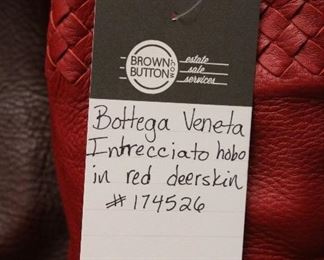 BROWN
BUTTON
.COM
estate
sale
services
Bottega Veneta
Intrecciato hobo
in red deerskin
# 174526